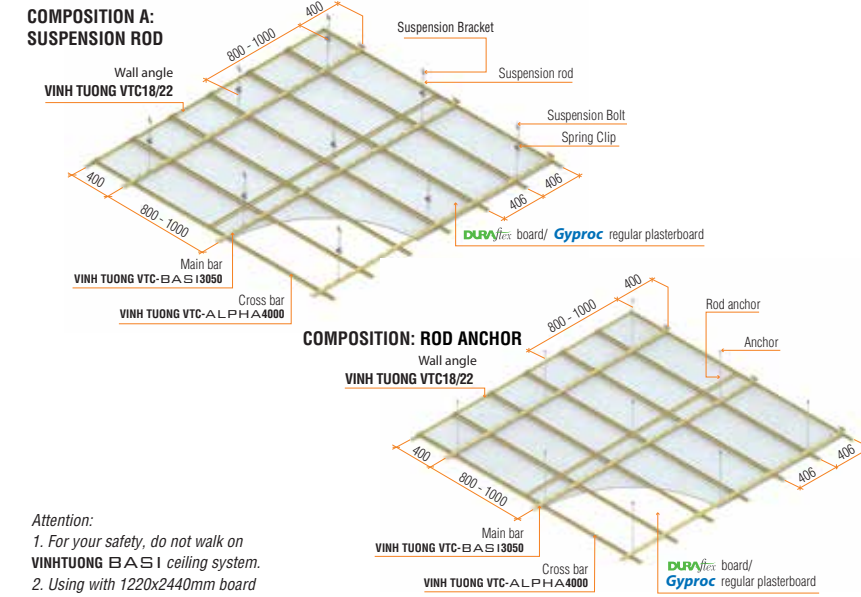 COMPOSITION A:
SUSPENSION ROD
400
800 - 1000
Suspension Bracket
Wall angle
VINH TUONG VTC18/22
Suspension rod
Suspension Bolt
Spring Clip
400
800 - 1000
406
406
DURAflex board/ Gyproc regular plasterboard
Main bar
VINH TUONG VTC-BASI3050
Cross bar
VINH TUONG VTC-ALPHA4000
COMPOSITION: ROD ANCHOR
400
800 - 1000
Rod anchor
Wall angle
VINH TUONG VTC18/22
Anchor
400
800 - 1000
406
406
Main bar
VINH TUONG VTC-BASI3050
Cross bar
VINH TUONG VTC-ALPHA4000
DURAflex board/
Gyproc regular plasterboard
Attention:
1. For your safety, do not walk on
VINHTUONG BASI ceiling system.
2. Using with 1220x2440mm board